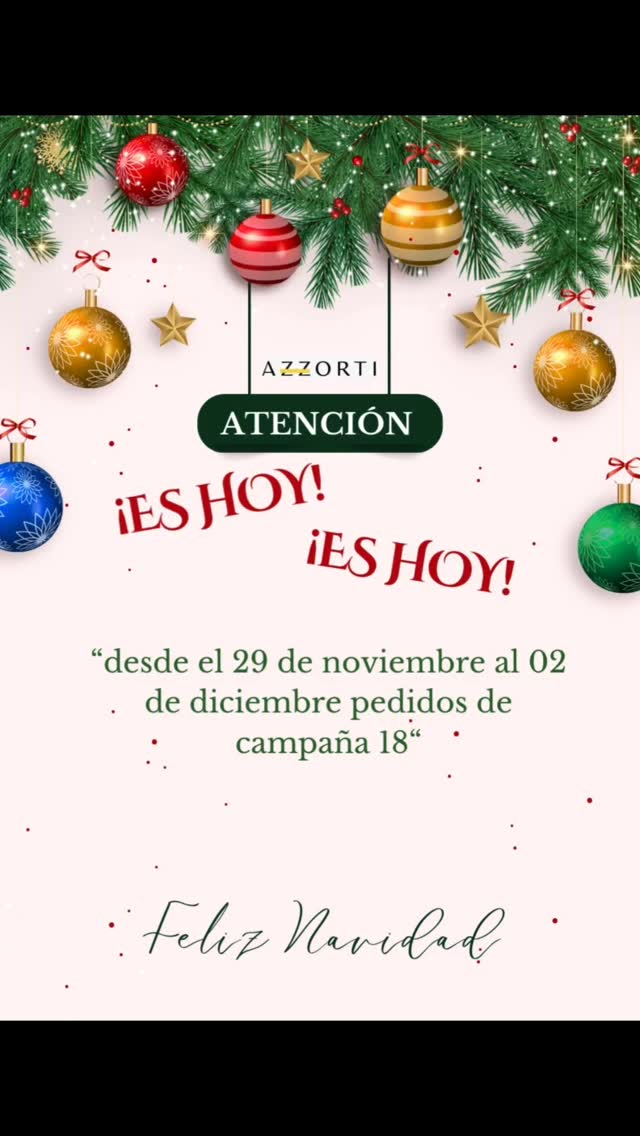 AZZORTI
ATENCIÓN
¡ES HOY!
¡ES HOY!
“desde el 29 de noviembre al 02
de diciembre pedidos de
campaña 18“
Feliz Navidad